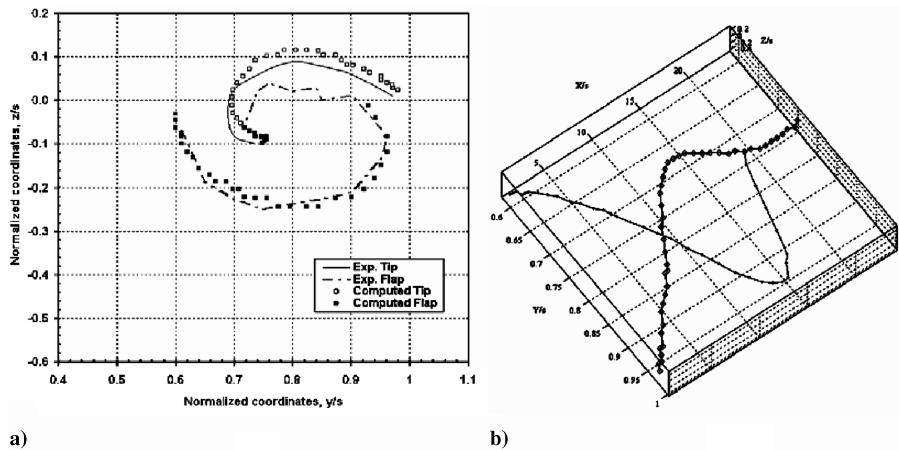 0.2
0.1
0.0
-0.1
-0.2
-0.3
-0.4
-0.5
-0.6
Normalized coordinates, z/s
Exp. Tip
Exp. Flap
Computed Tip
Computed Flap
0.4
0.5
0.6
0.7
0.8
0.9
1
1.1
Normalized coordinates, y/s
a)
Z/s
0.2
X/s
20
15
10
5
0.6
0.65
0.7
0.75
0.8
0.85
0.9
0.95
1
Y/s
b)